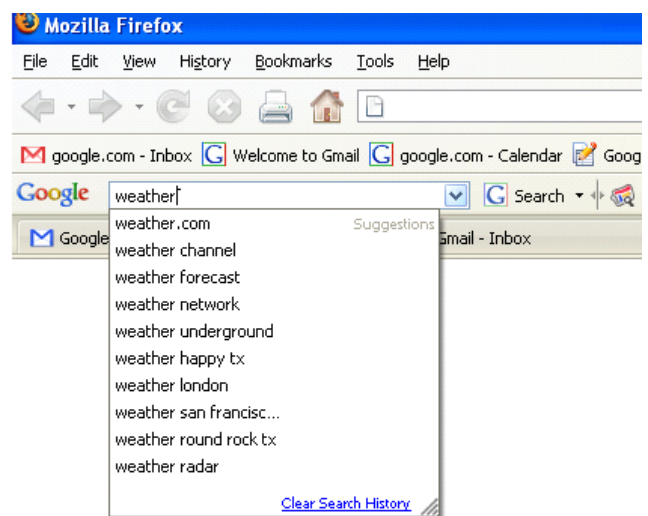 Mozilla Firefox
File Edit View History Bookmarks Tools Help
google.com - Inbox G Welcome to Gmail G google.com - Calendar Goog
Google weather G Search
Google
Gmail - Inbox
weather.com Suggestions
weather channel
weather forecast
weather network
weather underground
weather happy tx
weather london
weather san francisc...
weather round rock tx
weather radar
Clear Search History